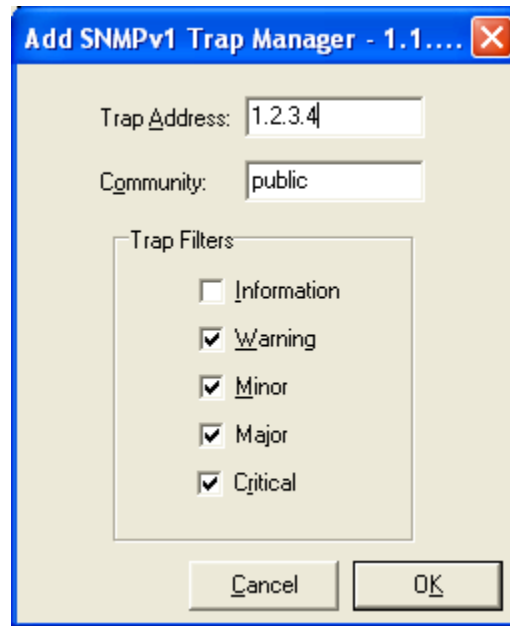 Add SNMPv1 Trap Manager - 1.1....
Trap Address: 1.2.3.4
Community: public
Trap Filters
Information
Warning
Minor
Major
Critical
Cancel OK